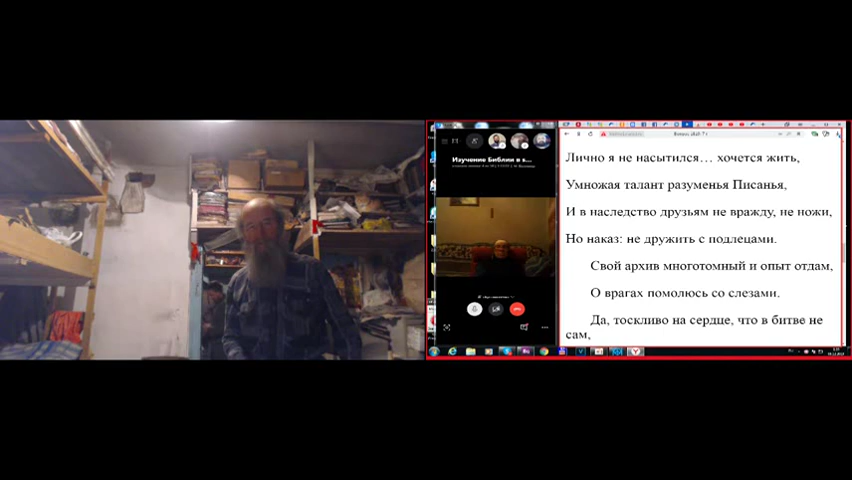 Изучение Библии в в...
Лично я не насытился… хочется жить,
Умножая талант разуменья Писанья,
И в наследство друзьям не вражду, не ножи,
Но наказ: не дружить с подлецами.
Свой архив многотомный и опыт отдам,
О врагах помолюсь со слезами.
Да, тоскливо на сердце, что в битве не
сам,